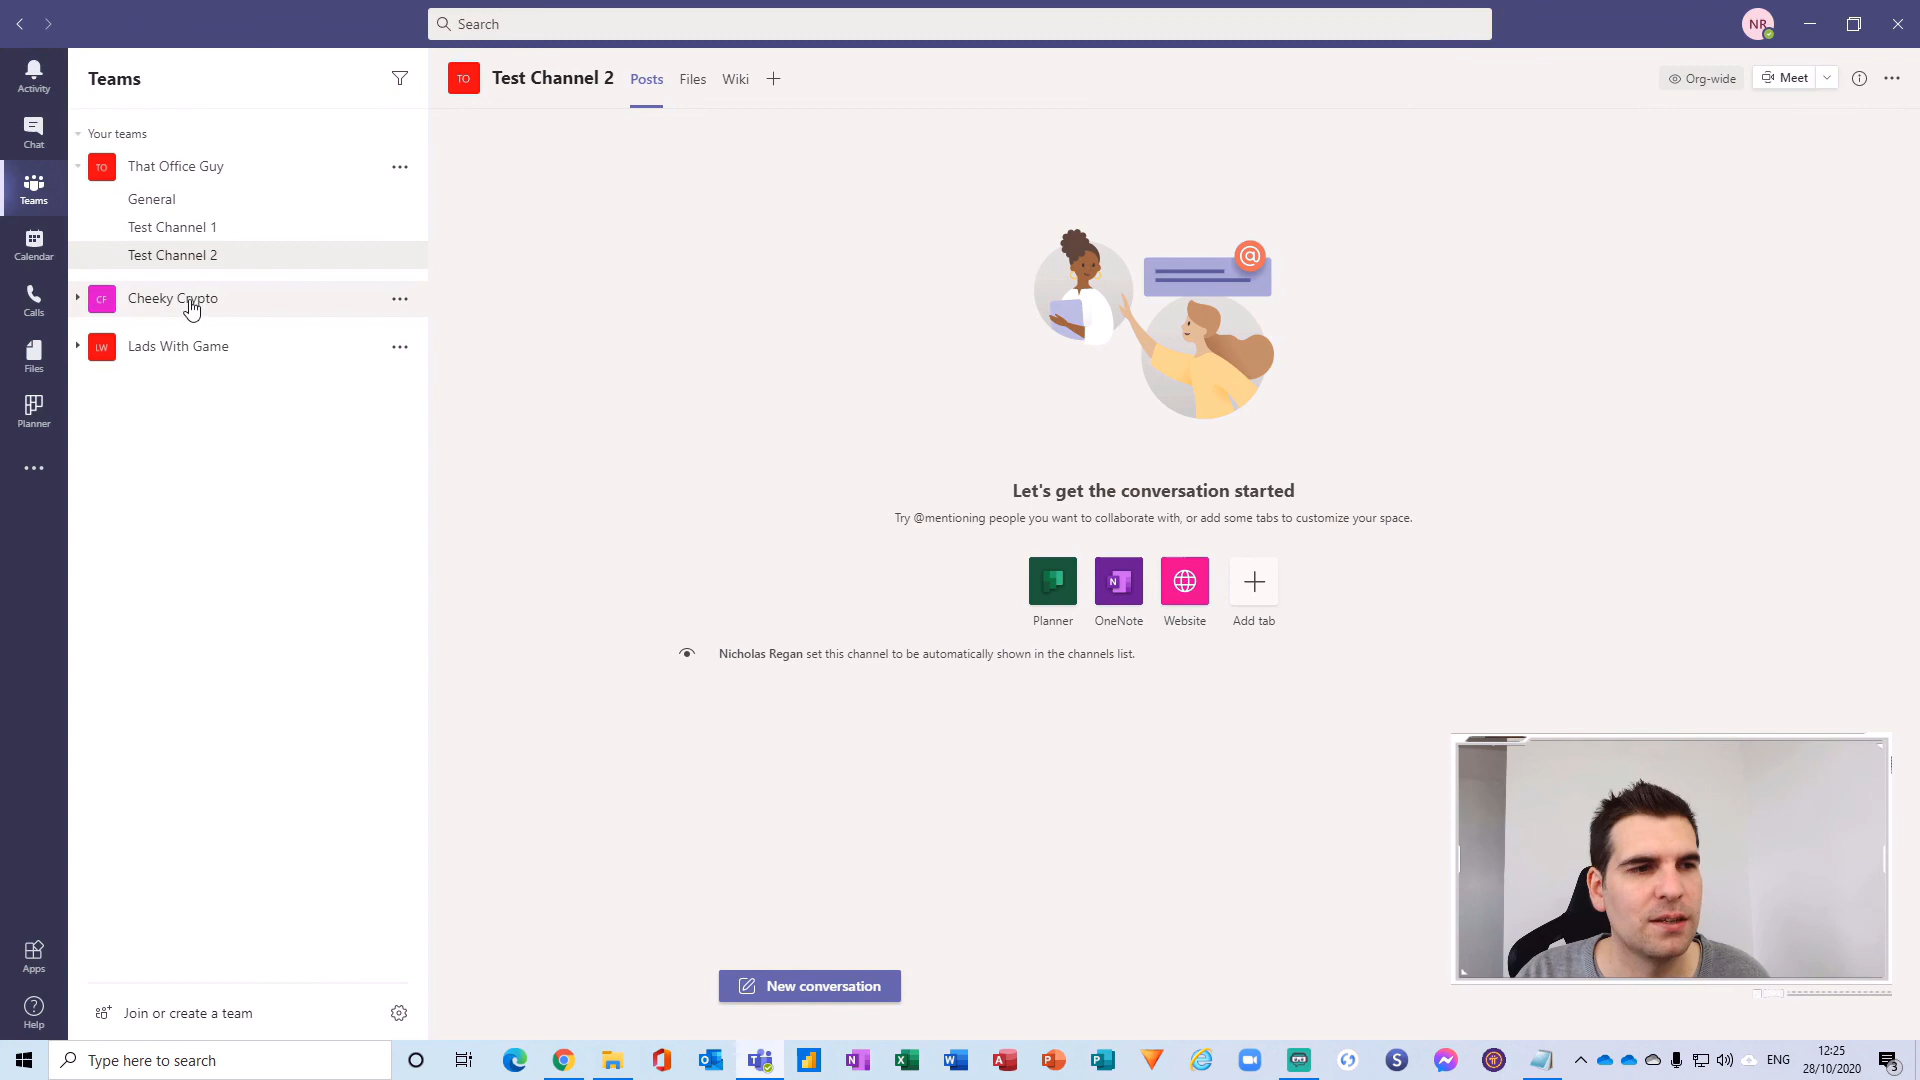 Search
NR
Activity
Chat
Teams
Calendar
Calls
Files
Planner
Apps
Help
Teams
Your teams
TO That Office Guy
General
Test Channel 1
Test Channel 2
CF Cheeky Crypto
LW Lads With Game
Join or create a team
TO Test Channel 2 Posts Files Wiki
Org-wide Meet
@
Let's get the conversation started
Try @mentioning people you want to collaborate with, or add some tabs to customize your space.
N
Planner OneNote Website Add tab
Nicholas Regan set this channel to be automatically shown in the channels list.
New conversation
Type here to search
ENG
12:25
28/10/2020
3